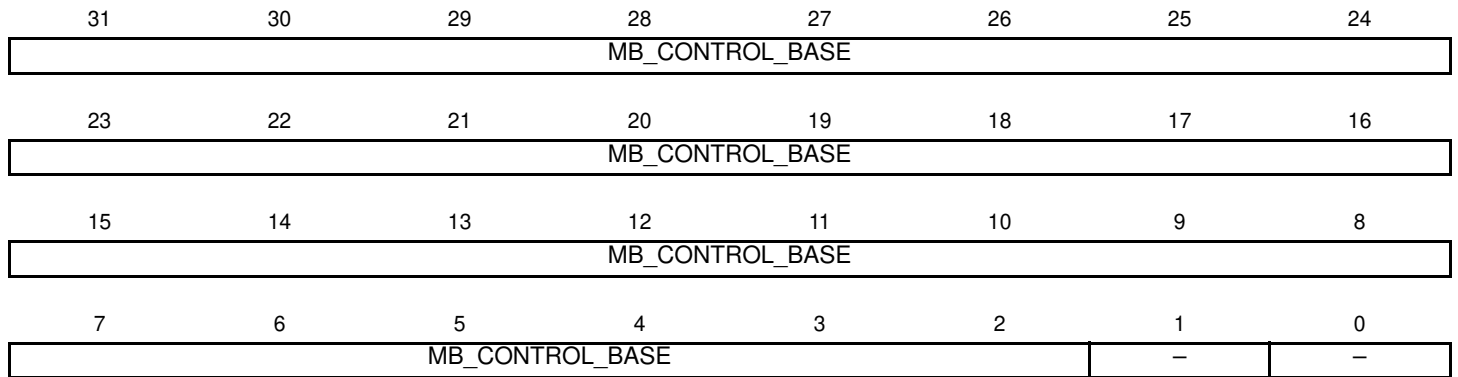 31 30 29 28 27 26 25 24
MB_CONTROL_BASE
23 22 21 20 19 18 17 16
MB_CONTROL_BASE
15 14 13 12 11 10 9 8
MB_CONTROL_BASE
7 6 5 4 3 2 1 0
MB_CONTROL_BASE – –